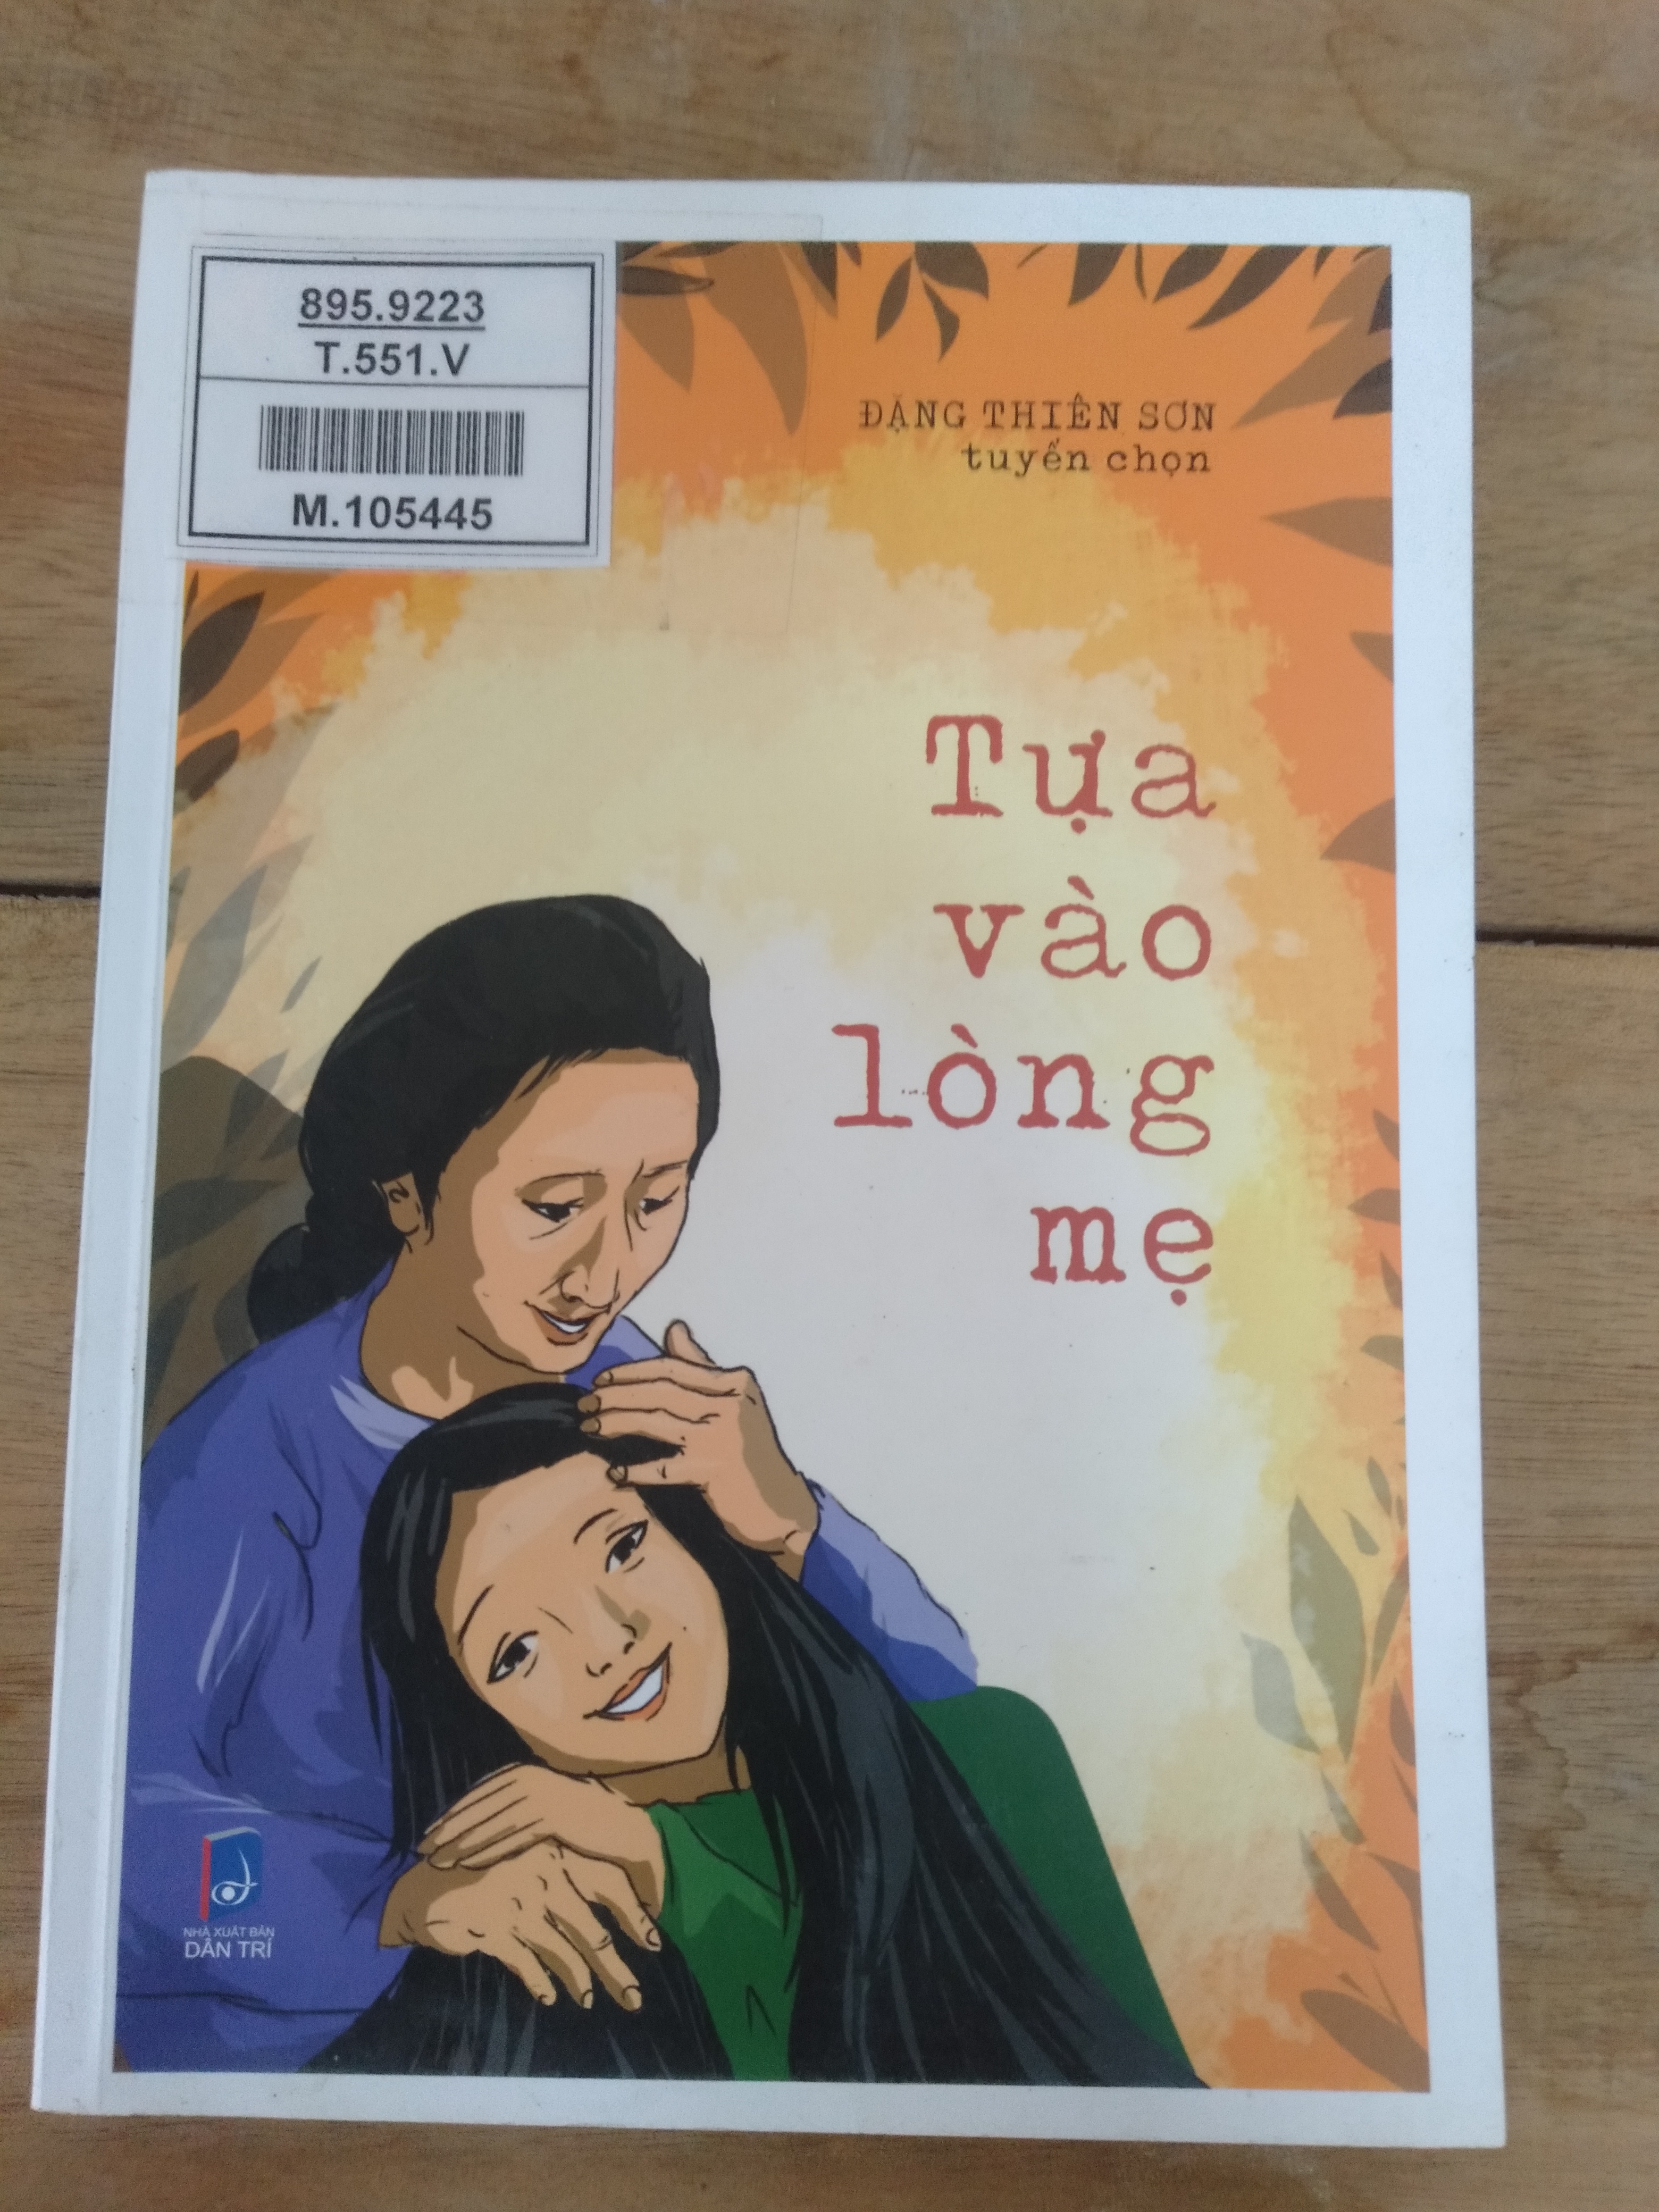 895.9223
T.551.V
M.105445
ĐẶNG THIÊN SƠN
tuyển chọn
Tựa
vào
lòng
mẹ
NHÀ XUẤT BẢN
DÂN TRÍ